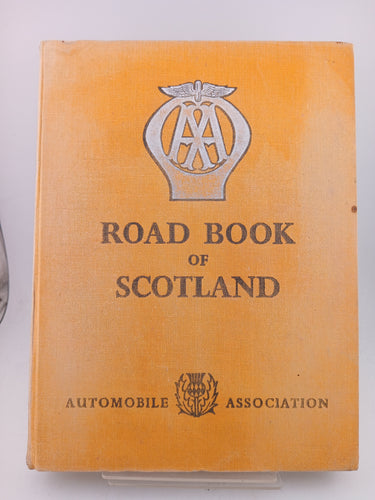 AA
ROAD BOOK
OF
SCOTLAND
AUTOMOBILE ASSOCIATION